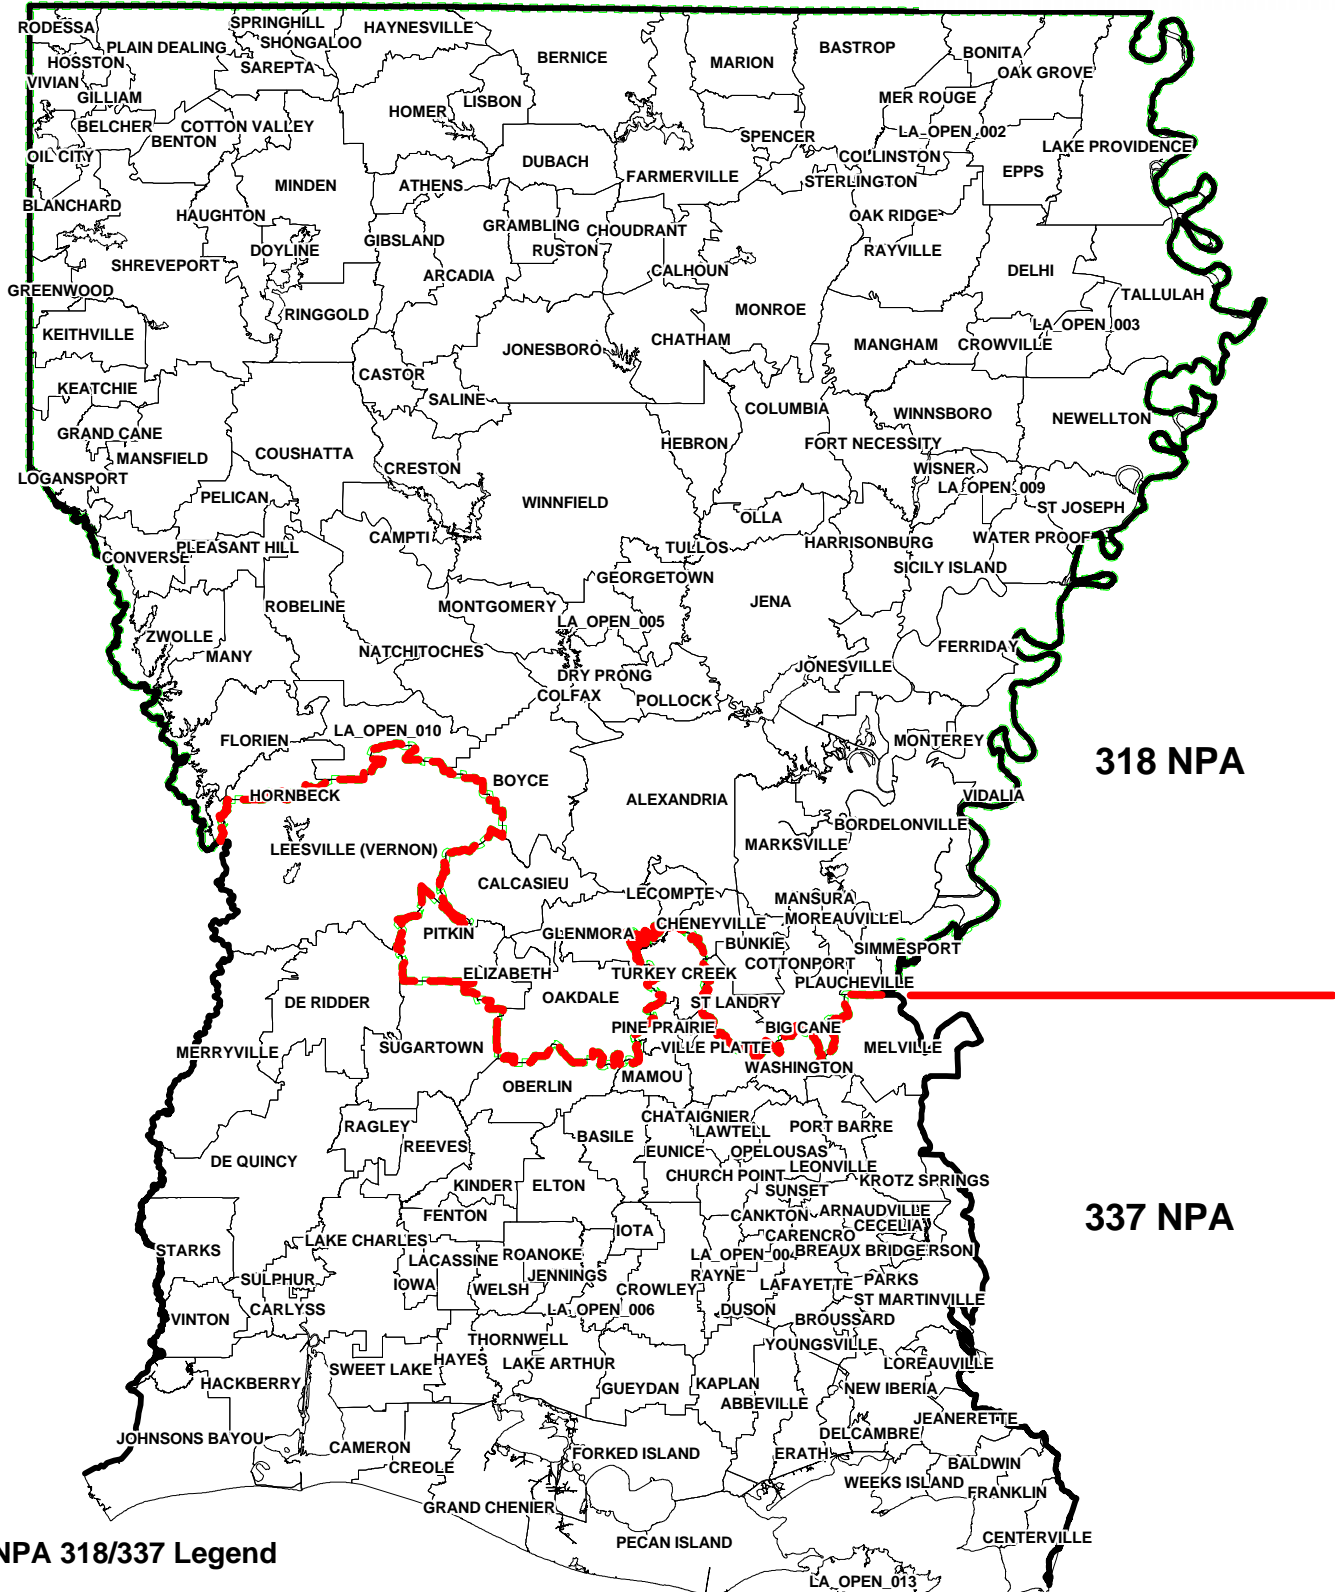 RODESSA
SPRINGHILL
HAYNESVILLE
PLAIN DEALING
SHONGALOO
BERNICE
MARION
BASTROP
BONITA
HOSSTON
SAREPTA
OAK GROVE
VIVIAN
GILLIAM
HOMER
LISBON
MER ROUGE
BELCHER
COTTON VALLEY
BENTON
SPENCER
LA_OPEN_002
LAKE PROVIDENCE
OIL CITY
DUBACH
COLLINSTON
EPPS
MINDEN
ATHENS
FARMERVILLE
STERLINGTON
BLANCHARD
HAUGHTON
GRAMBLING
CHOUDRANT
OAK RIDGE
DOYLINE
GIBSLAND
RUSTON
RAYVILLE
SHREVEPORT
ARCADIA
CALHOUN
DELHI
GREENWOOD
TALLULAH
RINGGOLD
MONROE
KEITHVILLE
JONESBORO
CHATHAM
MANGHAM
CROWVILLE
LA_OPEN_003
KEATCHIE
CASTOR
SALINE
COLUMBIA
WINNSBORO
NEWELLTON
GRAND CANE
MANSFIELD
COUSHATTA
HEBRON
FORT NECESSITY
LOGANSPORT
CRESTON
WISNER
LA_OPEN_009
PELICAN
WINNFIELD
OLLA
ST JOSEPH
CONVERSE
PLEASANT HILL
CAMPTI
TULLOS
HARRISONBURG
WATER PROOF
GEORGETOWN
SICILY ISLAND
ROBELINE
MONTGOMERY
JENA
LA_OPEN_005
ZWOLLE
MANY
NATCHITOCHES
FERRIDAY
DRY PRONG
JONESVILLE
COLFAX
POLLOCK
FLORIEN
LA_OPEN_010
MONTEREY
318 NPA
HORNBECK
BOYCE
ALEXANDRIA
VIDALIA
BORDELONVILLE
LEESVILLE (VERNON)
MARKSVILLE
CALCASIEU
LECOMPTE
MANSURA
CHENEYVILLE
MOREAUVILLE
PITKIN
GLENMORA
BUNKIE
SIMMESPORT
ELIZABETH
TURKEY CREEK
COTTONPORT
PLAUCHEVILLE
DE RIDDER
OAKDALE
ST LANDRY
PINE PRAIRIE
BIG CANE
MERRYVILLE
SUGARTOWN
VILLE PLATTE
MELVILLE
OBERLIN
MAMOU
WASHINGTON
RAGLEY
CHATAIGNIER
PORT BARRE
REEVES
BASILE
LAWTELL
DE QUINCY
EUNICE
OPELOUSAS
LEONVILLE
KINDER
ELTON
CHURCH POINT
SUNSET
KROTZ SPRINGS
FENTON
IOTA
CANKTON
ARNAUDVILLE
337 NPA
CECELIA
STARKS
LAKE CHARLES
LACASSINE
ROANOKE
CARENCRO
LA_OPEN_004
BREAUX BRIDGE
SULPHUR
IOWA
WELSH
JENNINGS
CROWLEY
RAYNE
LAFAYETTE
PARKS
VINTON
CARLYSS
LA_OPEN_006
DUSON
ST MARTINVILLE
BROUSSARD
THORNWELL
YOUNGSVILLE
SWEET LAKE
HAYES
LAKE ARTHUR
LOREAUVILLE
HACKBERRY
GUEYDAN
KAPLAN
NEW IBERIA
ABBEVILLE
JEANERETTE
JOHNSONS BAYOU
CAMERON
FORKED ISLAND
DELCAMBRE
CREOLE
ERATH
BALDWIN
WEEKS ISLAND
FRANKLIN
GRAND CHENIER
PECAN ISLAND
CENTERVILLE
NPA 318/337 Legend
LA_OPEN_013